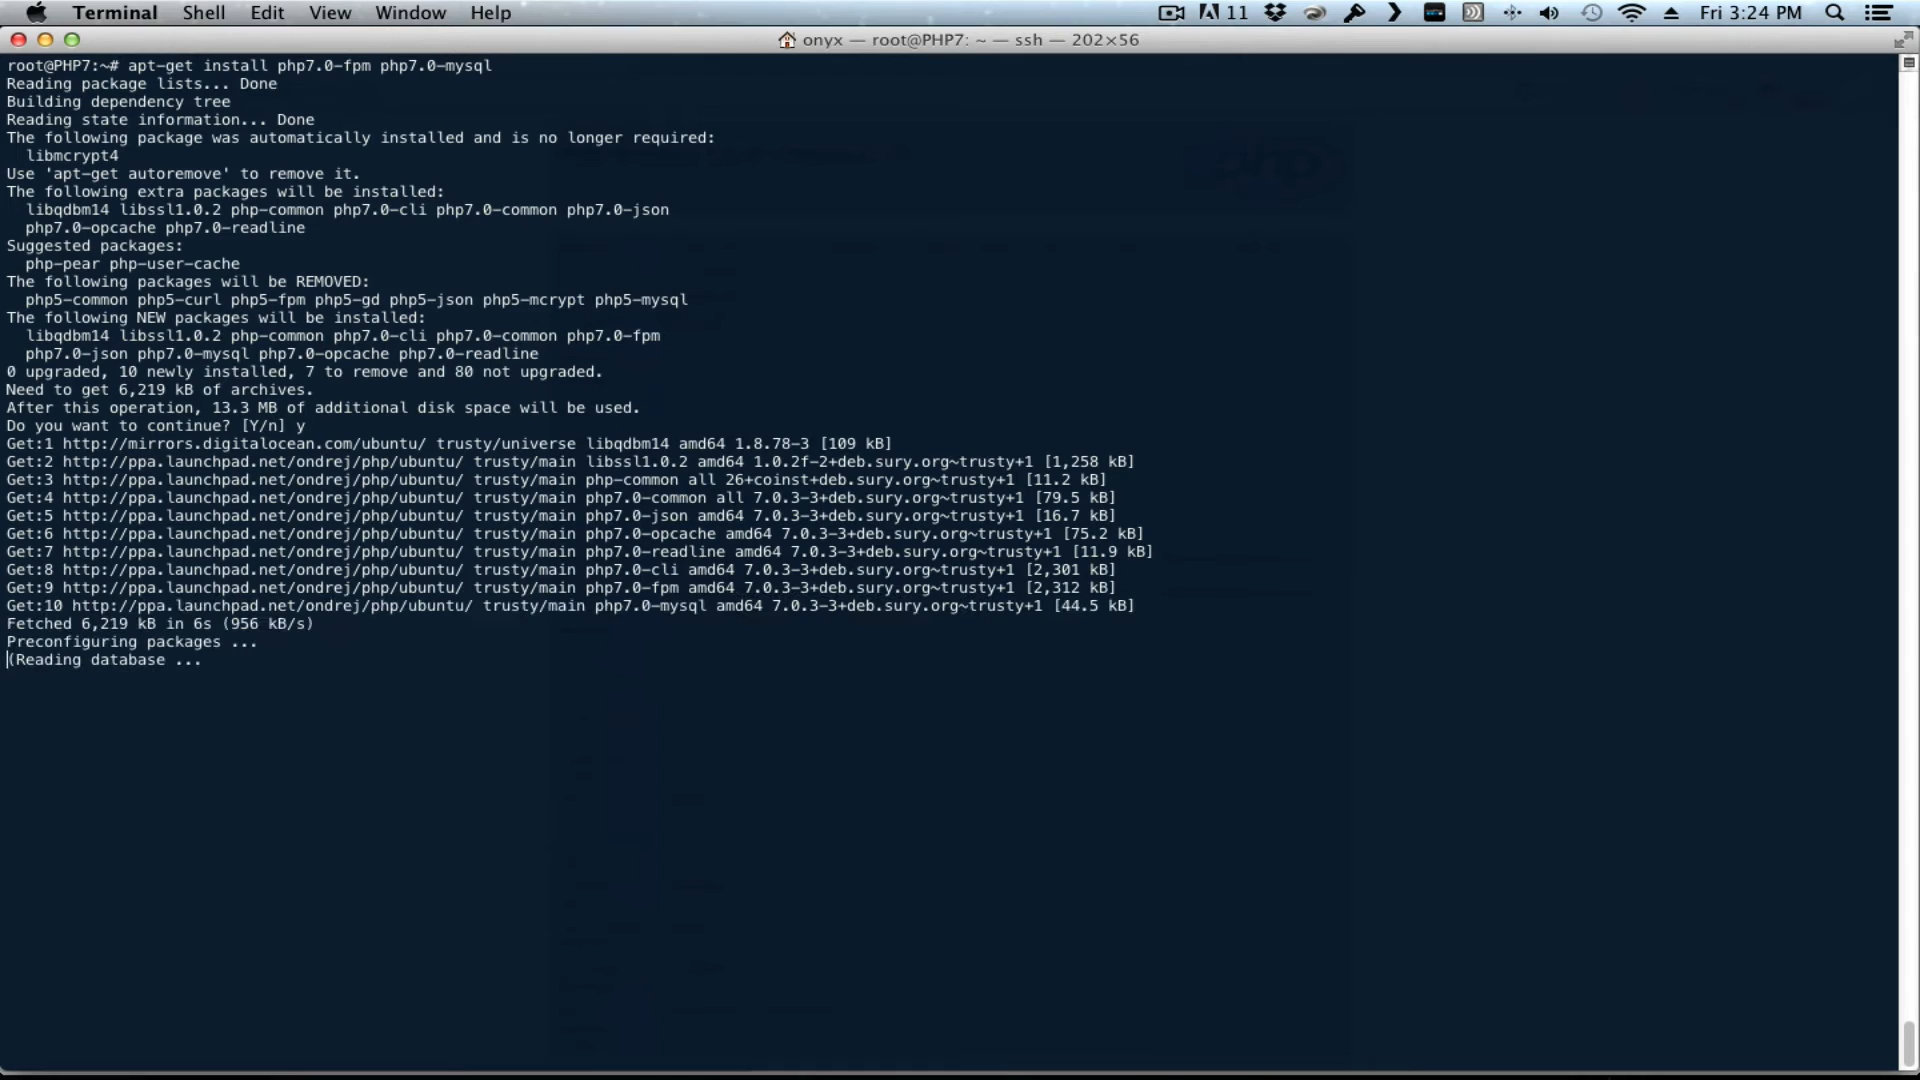 Terminal Shell Edit View Window Help 11 Fri 3:24 PM
onyx — root@PHP7: ~ — ssh — 202×56
root@PHP7:~# apt-get install php7.0-fpm php7.0-mysql
Reading package lists... Done
Building dependency tree
Reading state information... Done
The following package was automatically installed and is no longer required:
  libmcrypt4
Use 'apt-get autoremove' to remove it.
The following extra packages will be installed:
  libqdbm14 libssl1.0.2 php-common php7.0-cli php7.0-common php7.0-json
  php7.0-opcache php7.0-readline
Suggested packages:
  php-pear php-user-cache
The following packages will be REMOVED:
  php5-common php5-curl php5-fpm php5-gd php5-json php5-mcrypt php5-mysql
The following NEW packages will be installed:
  libqdbm14 libssl1.0.2 php-common php7.0-cli php7.0-common php7.0-fpm
  php7.0-json php7.0-mysql php7.0-opcache php7.0-readline
0 upgraded, 10 newly installed, 7 to remove and 80 not upgraded.
Need to get 6,219 kB of archives.
After this operation, 13.3 MB of additional disk space will be used.
Do you want to continue? [Y/n] y
Get:1 http://mirrors.digitalocean.com/ubuntu/ trusty/universe libqdbm14 amd64 1.8.78-3 [109 kB]
Get:2 http://ppa.launchpad.net/ondrej/php/ubuntu/ trusty/main libssl1.0.2 amd64 1.0.2f-2+deb.sury.org~trusty+1 [1,258 kB]
Get:3 http://ppa.launchpad.net/ondrej/php/ubuntu/ trusty/main php-common all 26+coinst+deb.sury.org~trusty+1 [11.2 kB]
Get:4 http://ppa.launchpad.net/ondrej/php/ubuntu/ trusty/main php7.0-common all 7.0.3-3+deb.sury.org~trusty+1 [79.5 kB]
Get:5 http://ppa.launchpad.net/ondrej/php/ubuntu/ trusty/main php7.0-json amd64 7.0.3-3+deb.sury.org~trusty+1 [16.7 kB]
Get:6 http://ppa.launchpad.net/ondrej/php/ubuntu/ trusty/main php7.0-opcache amd64 7.0.3-3+deb.sury.org~trusty+1 [75.2 kB]
Get:7 http://ppa.launchpad.net/ondrej/php/ubuntu/ trusty/main php7.0-readline amd64 7.0.3-3+deb.sury.org~trusty+1 [11.9 kB]
Get:8 http://ppa.launchpad.net/ondrej/php/ubuntu/ trusty/main php7.0-cli amd64 7.0.3-3+deb.sury.org~trusty+1 [2,301 kB]
Get:9 http://ppa.launchpad.net/ondrej/php/ubuntu/ trusty/main php7.0-fpm amd64 7.0.3-3+deb.sury.org~trusty+1 [2,312 kB]
Get:10 http://ppa.launchpad.net/ondrej/php/ubuntu/ trusty/main php7.0-mysql amd64 7.0.3-3+deb.sury.org~trusty+1 [44.5 kB]
Fetched 6,219 kB in 6s (956 kB/s)
Preconfiguring packages ...
(Reading database ...